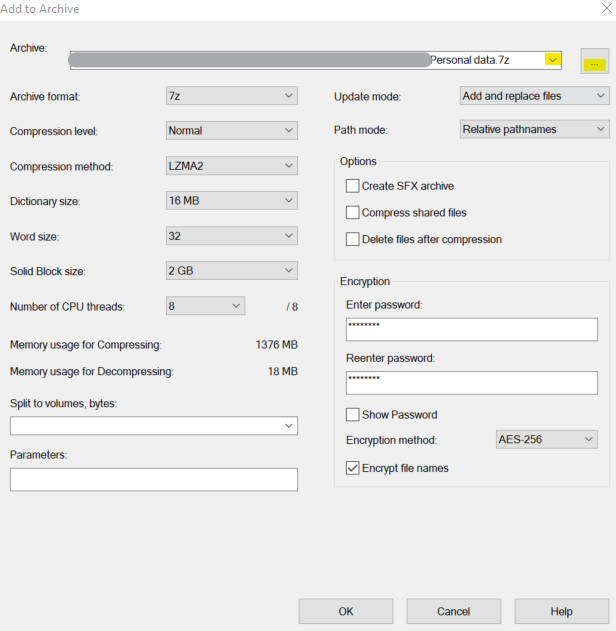 Add to Archive
Archive:
Personal data.7z
...
Archive format:
7z
Compression level:
Normal
Compression method:
LZMA2
Dictionary size:
16 MB
Word size:
32
Solid Block size:
2 GB
Number of CPU threads:
8
/ 8
Memory usage for Compressing:
1376 MB
Memory usage for Decompressing:
18 MB
Split to volumes, bytes:
Parameters:
Update mode:
Add and replace files
Path mode:
Relative pathnames
Options
Create SFX archive
Compress shared files
Delete files after compression
Encryption
Enter password:
********
Reenter password:
********
Show Password
Encryption method:
AES-256
Encrypt file names
OK
Cancel
Help